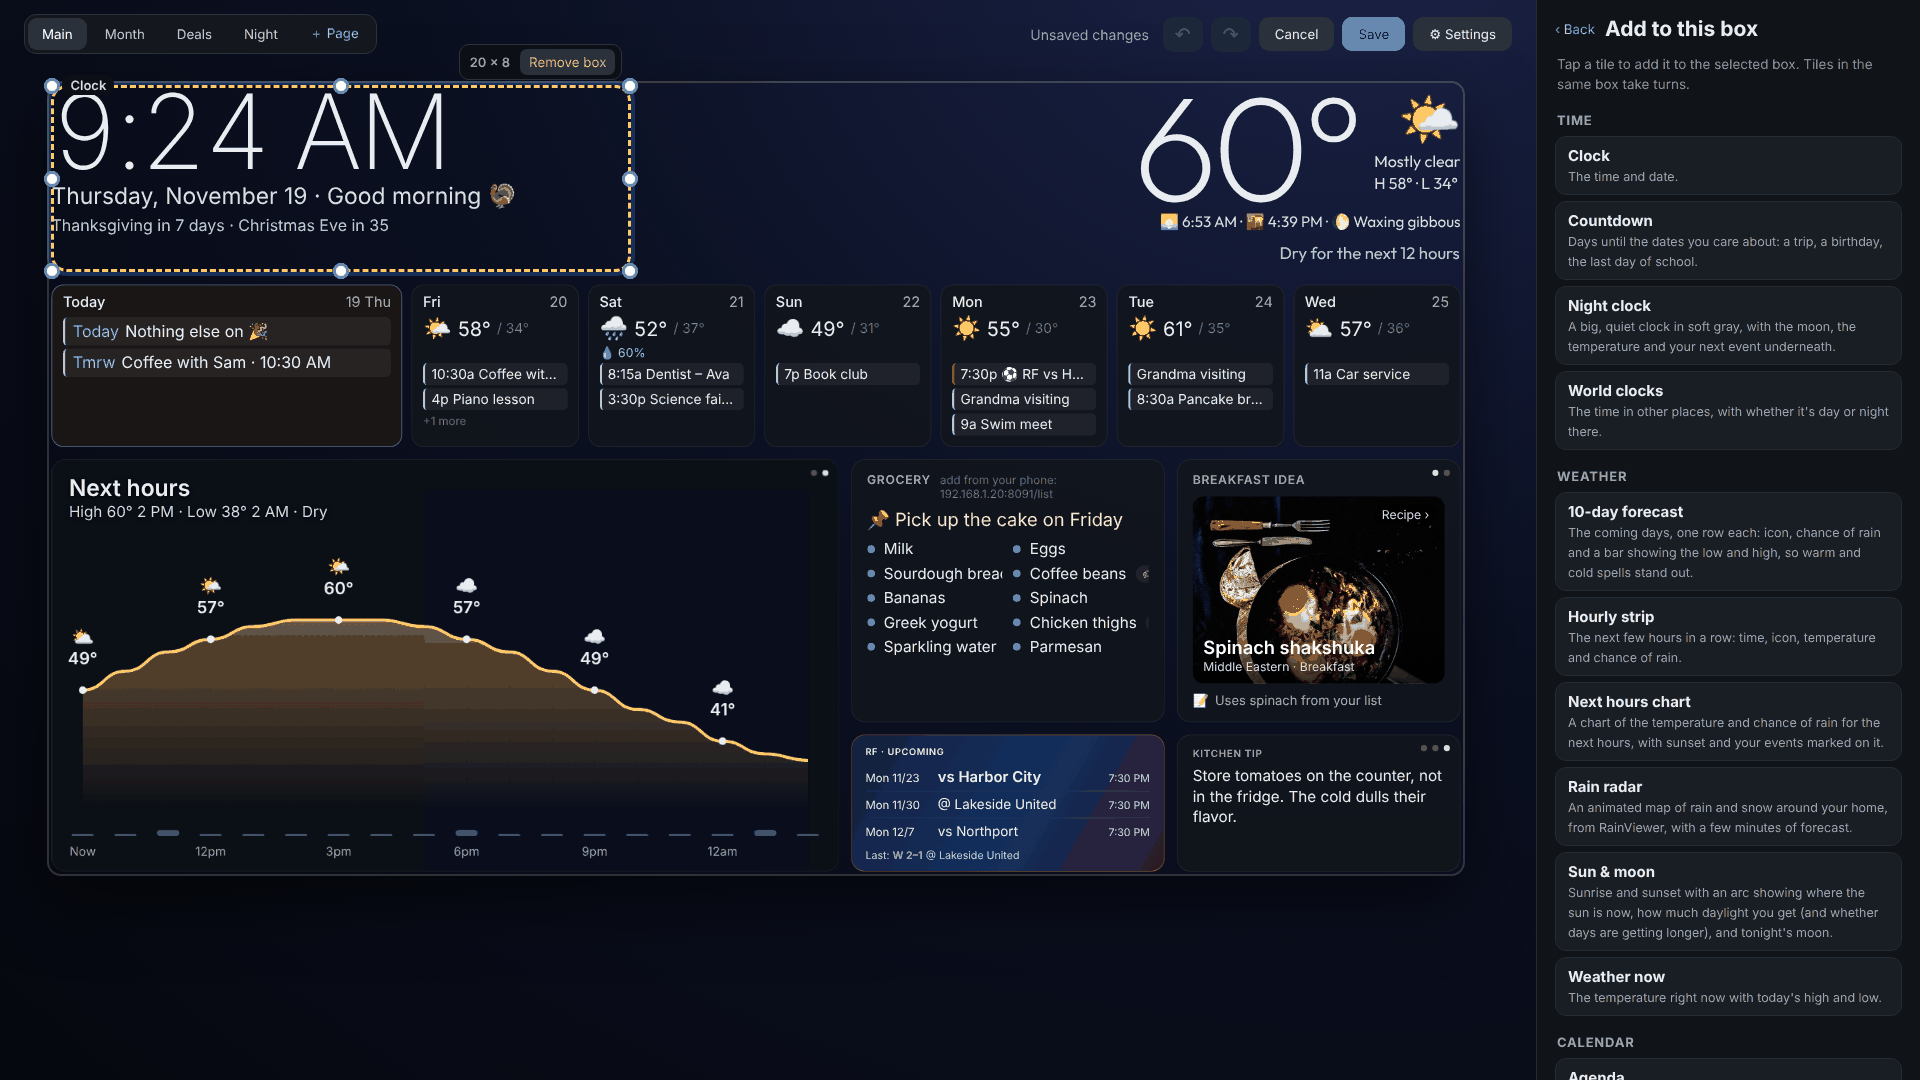 Main
Month
Deals
Night
+ Page
Unsaved changes
Cancel
Save
⚙ Settings
20 × 8
Remove box
Clock
9:24 AM
Thursday, November 19 · Good morning 🦃
Thanksgiving in 7 days · Christmas Eve in 35
60°
Mostly clear
H 58° · L 34°
6:53 AM · 4:39 PM · Waxing gibbous
Dry for the next 12 hours
Today 19 Thu
Today Nothing else on 🎉
Tmrw Coffee with Sam · 10:30 AM
Fri 20
58° / 34°
10:30a Coffee wit...
4p Piano lesson
+1 more
Sat 21
52° / 37°
60%
8:15a Dentist – Ava
3:30p Science fai...
Sun 22
49° / 31°
7p Book club
Mon 23
55° / 30°
7:30p ⚽ RF vs H...
Grandma visiting
9a Swim meet
Tue 24
61° / 35°
Grandma visiting
8:30a Pancake br...
Wed 25
57° / 36°
11a Car service
Next hours
High 60° 2 PM · Low 38° 2 AM · Dry
49°
57°
60°
57°
49°
41°
Now
12pm
3pm
6pm
9pm
12am
GROCERY add from your phone:
192.168.1.20:8091/list
📌 Pick up the cake on Friday
Milk
Eggs
Sourdough brea
Coffee beans
Bananas
Spinach
Greek yogurt
Chicken thighs
Sparkling water
Parmesan
BREAKFAST IDEA
Recipe ›
Spinach shakshuka
Middle Eastern · Breakfast
📝 Uses spinach from your list
RF · UPCOMING
Mon 11/23 vs Harbor City 7:30 PM
Mon 11/30 @ Lakeside United 7:30 PM
Mon 12/7 vs Northport 7:30 PM
Last: W 2–1 @ Lakeside United
KITCHEN TIP
Store tomatoes on the counter, not
in the fridge. The cold dulls their
flavor.
‹ Back
Add to this box
Tap a tile to add it to the selected box. Tiles in the
same box take turns.
TIME
Clock
The time and date.
Countdown
Days until the dates you care about: a trip, a birthday,
the last day of school.
Night clock
A big, quiet clock in soft gray, with the moon, the
temperature and your next event underneath.
World clocks
The time in other places, with whether it's day or night
there.
WEATHER
10-day forecast
The coming days, one row each: icon, chance of rain
and a bar showing the low and high, so warm and
cold spells stand out.
Hourly strip
The next few hours in a row: time, icon, temperature
and chance of rain.
Next hours chart
A chart of the temperature and chance of rain for the
next hours, with sunset and your events marked on it.
Rain radar
An animated map of rain and snow around your home,
from RainViewer, with a few minutes of forecast.
Sun & moon
Sunrise and sunset with an arc showing where the
sun is now, how much daylight you get (and whether
days are getting longer), and tonight's moon.
Weather now
The temperature right now with today's high and low.
CALENDAR
Agenda